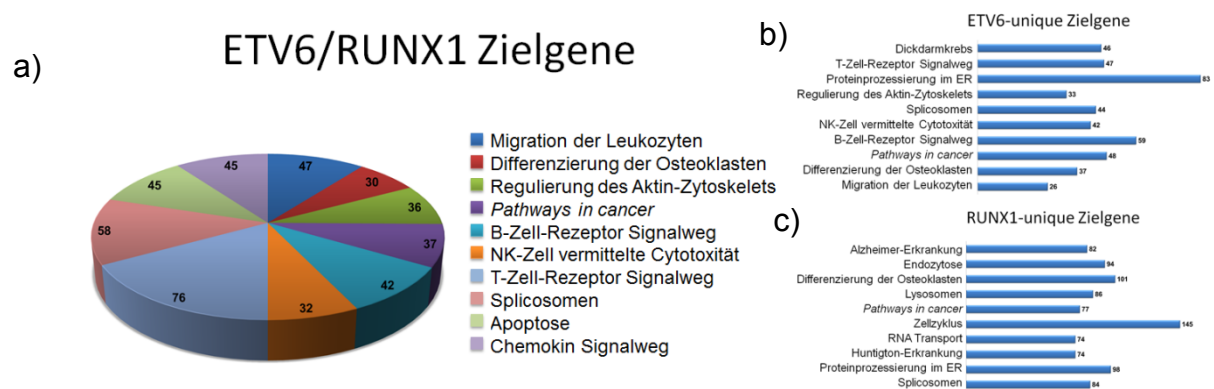 a)
ETV6/RUNX1 Zielgene
47
30
36
37
42
32
76
58
45
45
Migration der Leukozyten
Differenzierung der Osteoklasten
Regulierung des Aktin-Zytoskelets
Pathways in cancer
B-Zell-Rezeptor Signalweg
NK-Zell vermittelte Cytotoxität
T-Zell-Rezeptor Signalweg
Splicosomen
Apoptose
Chemokin Signalweg
b)
ETV6-unique Zielgene
Dickdarmkrebs 46
T-Zell-Rezeptor Signalweg 47
Proteinprozessierung im ER 83
Regulierung des Aktin-Zytoskelets 33
Splicosomen 44
NK-Zell vermittelte Cytotoxität 42
B-Zell-Rezeptor Signalweg 59
Pathways in cancer 48
Differenzierung der Osteoklasten 37
Migration der Leukozyten 26
c)
RUNX1-unique Zielgene
Alzheimer-Erkrankung 82
Endozytose 94
Differenzierung der Osteoklasten 101
Lysosomen 86
Pathways in cancer 77
Zellzyklus 145
RNA Transport 74
Huntigton-Erkrankung 74
Proteinprozessierung im ER 98
Splicosomen 84